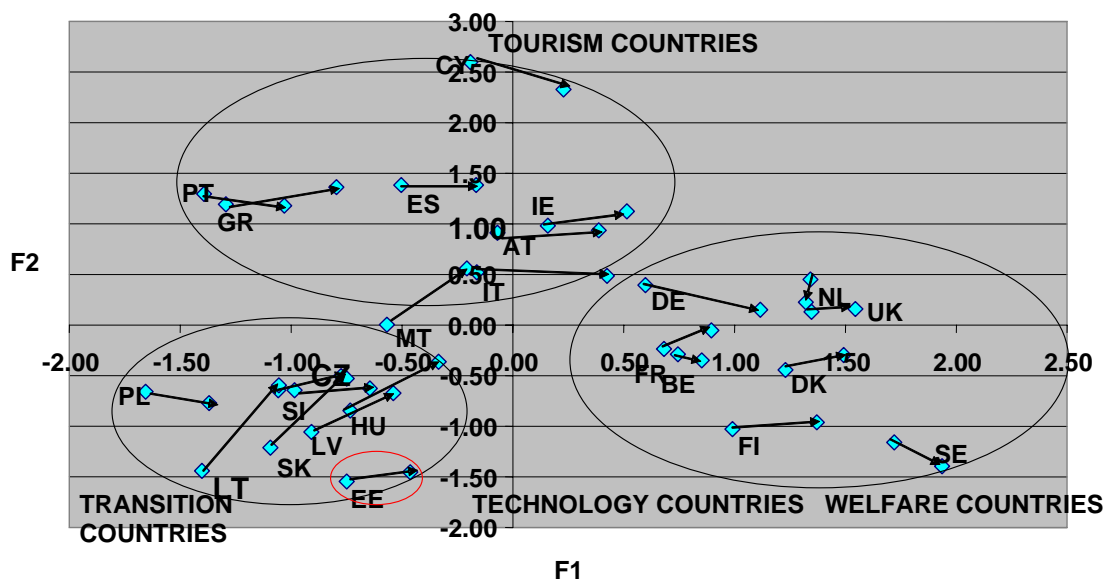 3.00
TOURISM COUNTRIES
CY
2.50
2.00
1.50
PT
ES
GR
IE
1.00
AT
F2
0.50
IT
DE
NL
UK
MT
0.00
-2.00 -1.50 -1.00 -0.50 0.00 0.50 1.00 1.50 2.00 2.50
FR
BE
DK
PL
CZ
-0.50
SI
HU
LV
-1.00
FI
SE
SK
LT
EE
-1.50
TRANSITION
COUNTRIES
TECHNOLOGY COUNTRIES
WELFARE COUNTRIES
-2.00
F1